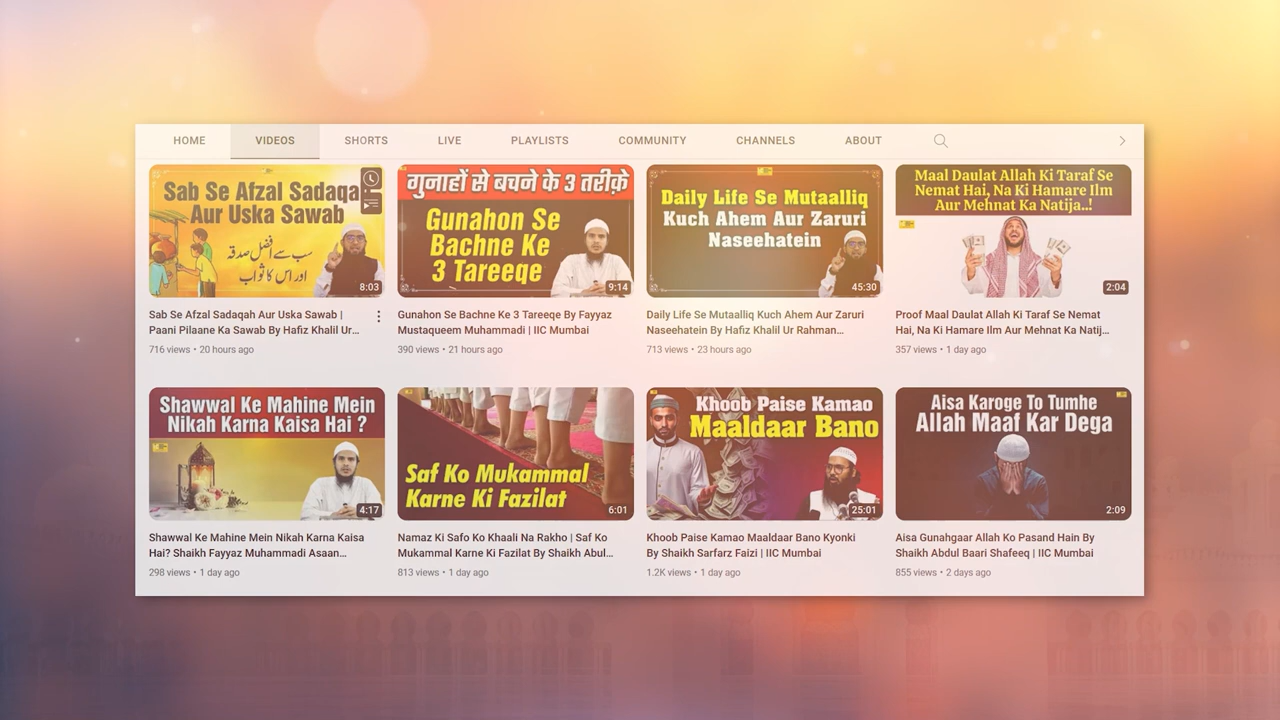 HOME VIDEOS SHORTS LIVE PLAYLISTS COMMUNITY CHANNELS ABOUT
Sab Se Afzal Sadaqa
Aur Uska Sawab
سب سے افضل صدقہ
اور اس کا ثواب
8:03
गुनाहों से बचने के 3 तरीक़े
Gunahon Se
Bachne Ke
3 Tareeqe
9:14
Daily Life Se Mutaalliq
Kuch Ahem Aur Zaruri
Naseehatein
45:30
Maal Daulat Allah Ki Taraf Se
Nemat Hai, Na Ki Hamare Ilm
Aur Mehnat Ka Natija..!
2:04
Sab Se Afzal Sadaqah Aur Uska Sawab |
Paani Pilaane Ka Sawab By Hafiz Khalil Ur...
716 views • 20 hours ago
Gunahon Se Bachne Ke 3 Tareeqe By Fayyaz
Mustaqueem Muhammadi | IIC Mumbai
390 views • 21 hours ago
Daily Life Se Mutaalliq Kuch Ahem Aur Zaruri
Naseehatein By Hafiz Khalil Ur Rahman...
713 views • 23 hours ago
Proof Maal Daulat Allah Ki Taraf Se Nemat
Hai, Na Ki Hamare Ilm Aur Mehnat Ka Natij...
357 views • 1 day ago
Shawwal Ke Mahine Mein
Nikah Karna Kaisa Hai ?
4:17
Saf Ko Mukammal
Karne Ki Fazilat
6:01
Khoob Paise Kamao
Maaldaar Bano
25:01
Aisa Karoge To Tumhe
Allah Maaf Kar Dega
2:09
Shawwal Ke Mahine Mein Nikah Karna Kaisa
Hai? Shaikh Fayyaz Muhammadi Asaan...
298 views • 1 day ago
Namaz Ki Safo Ko Khaali Na Rakho | Saf Ko
Mukammal Karne Ki Fazilat By Shaikh Abul...
813 views • 1 day ago
Khoob Paise Kamao Maaldaar Bano Kyonki
By Shaikh Sarfarz Faizi | IIC Mumbai
1.2K views • 1 day ago
Aisa Gunahgaar Allah Ko Pasand Hain By
Shaikh Abdul Baari Shafeeq | IIC Mumbai
855 views • 2 days ago